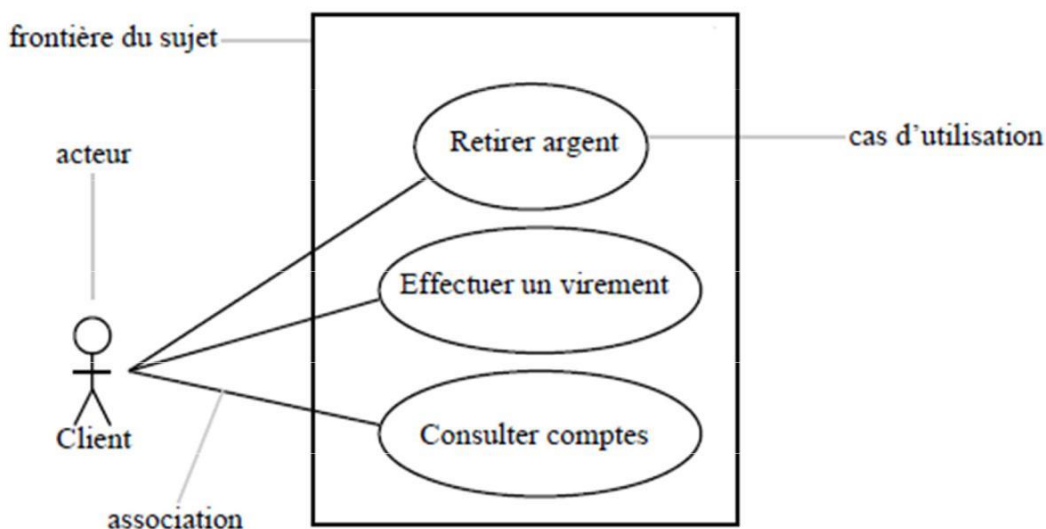 frontière du sujet
Retirer argent
cas d’utilisation
acteur
Effectuer un virement
Client
Consulter comptes
association